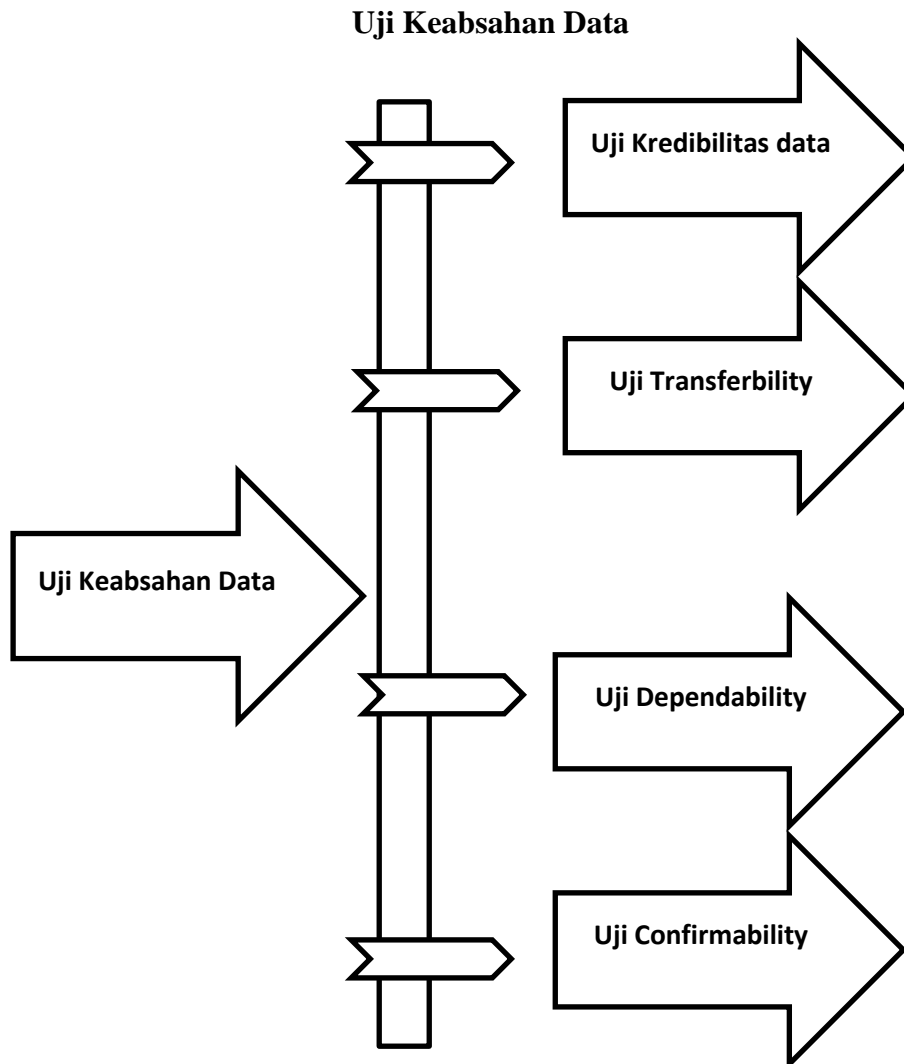 Uji Keabsahan Data
Uji Kredibilitas data
Uji Transferbility
Uji Keabsahan Data
Uji Dependability
Uji Confirmability